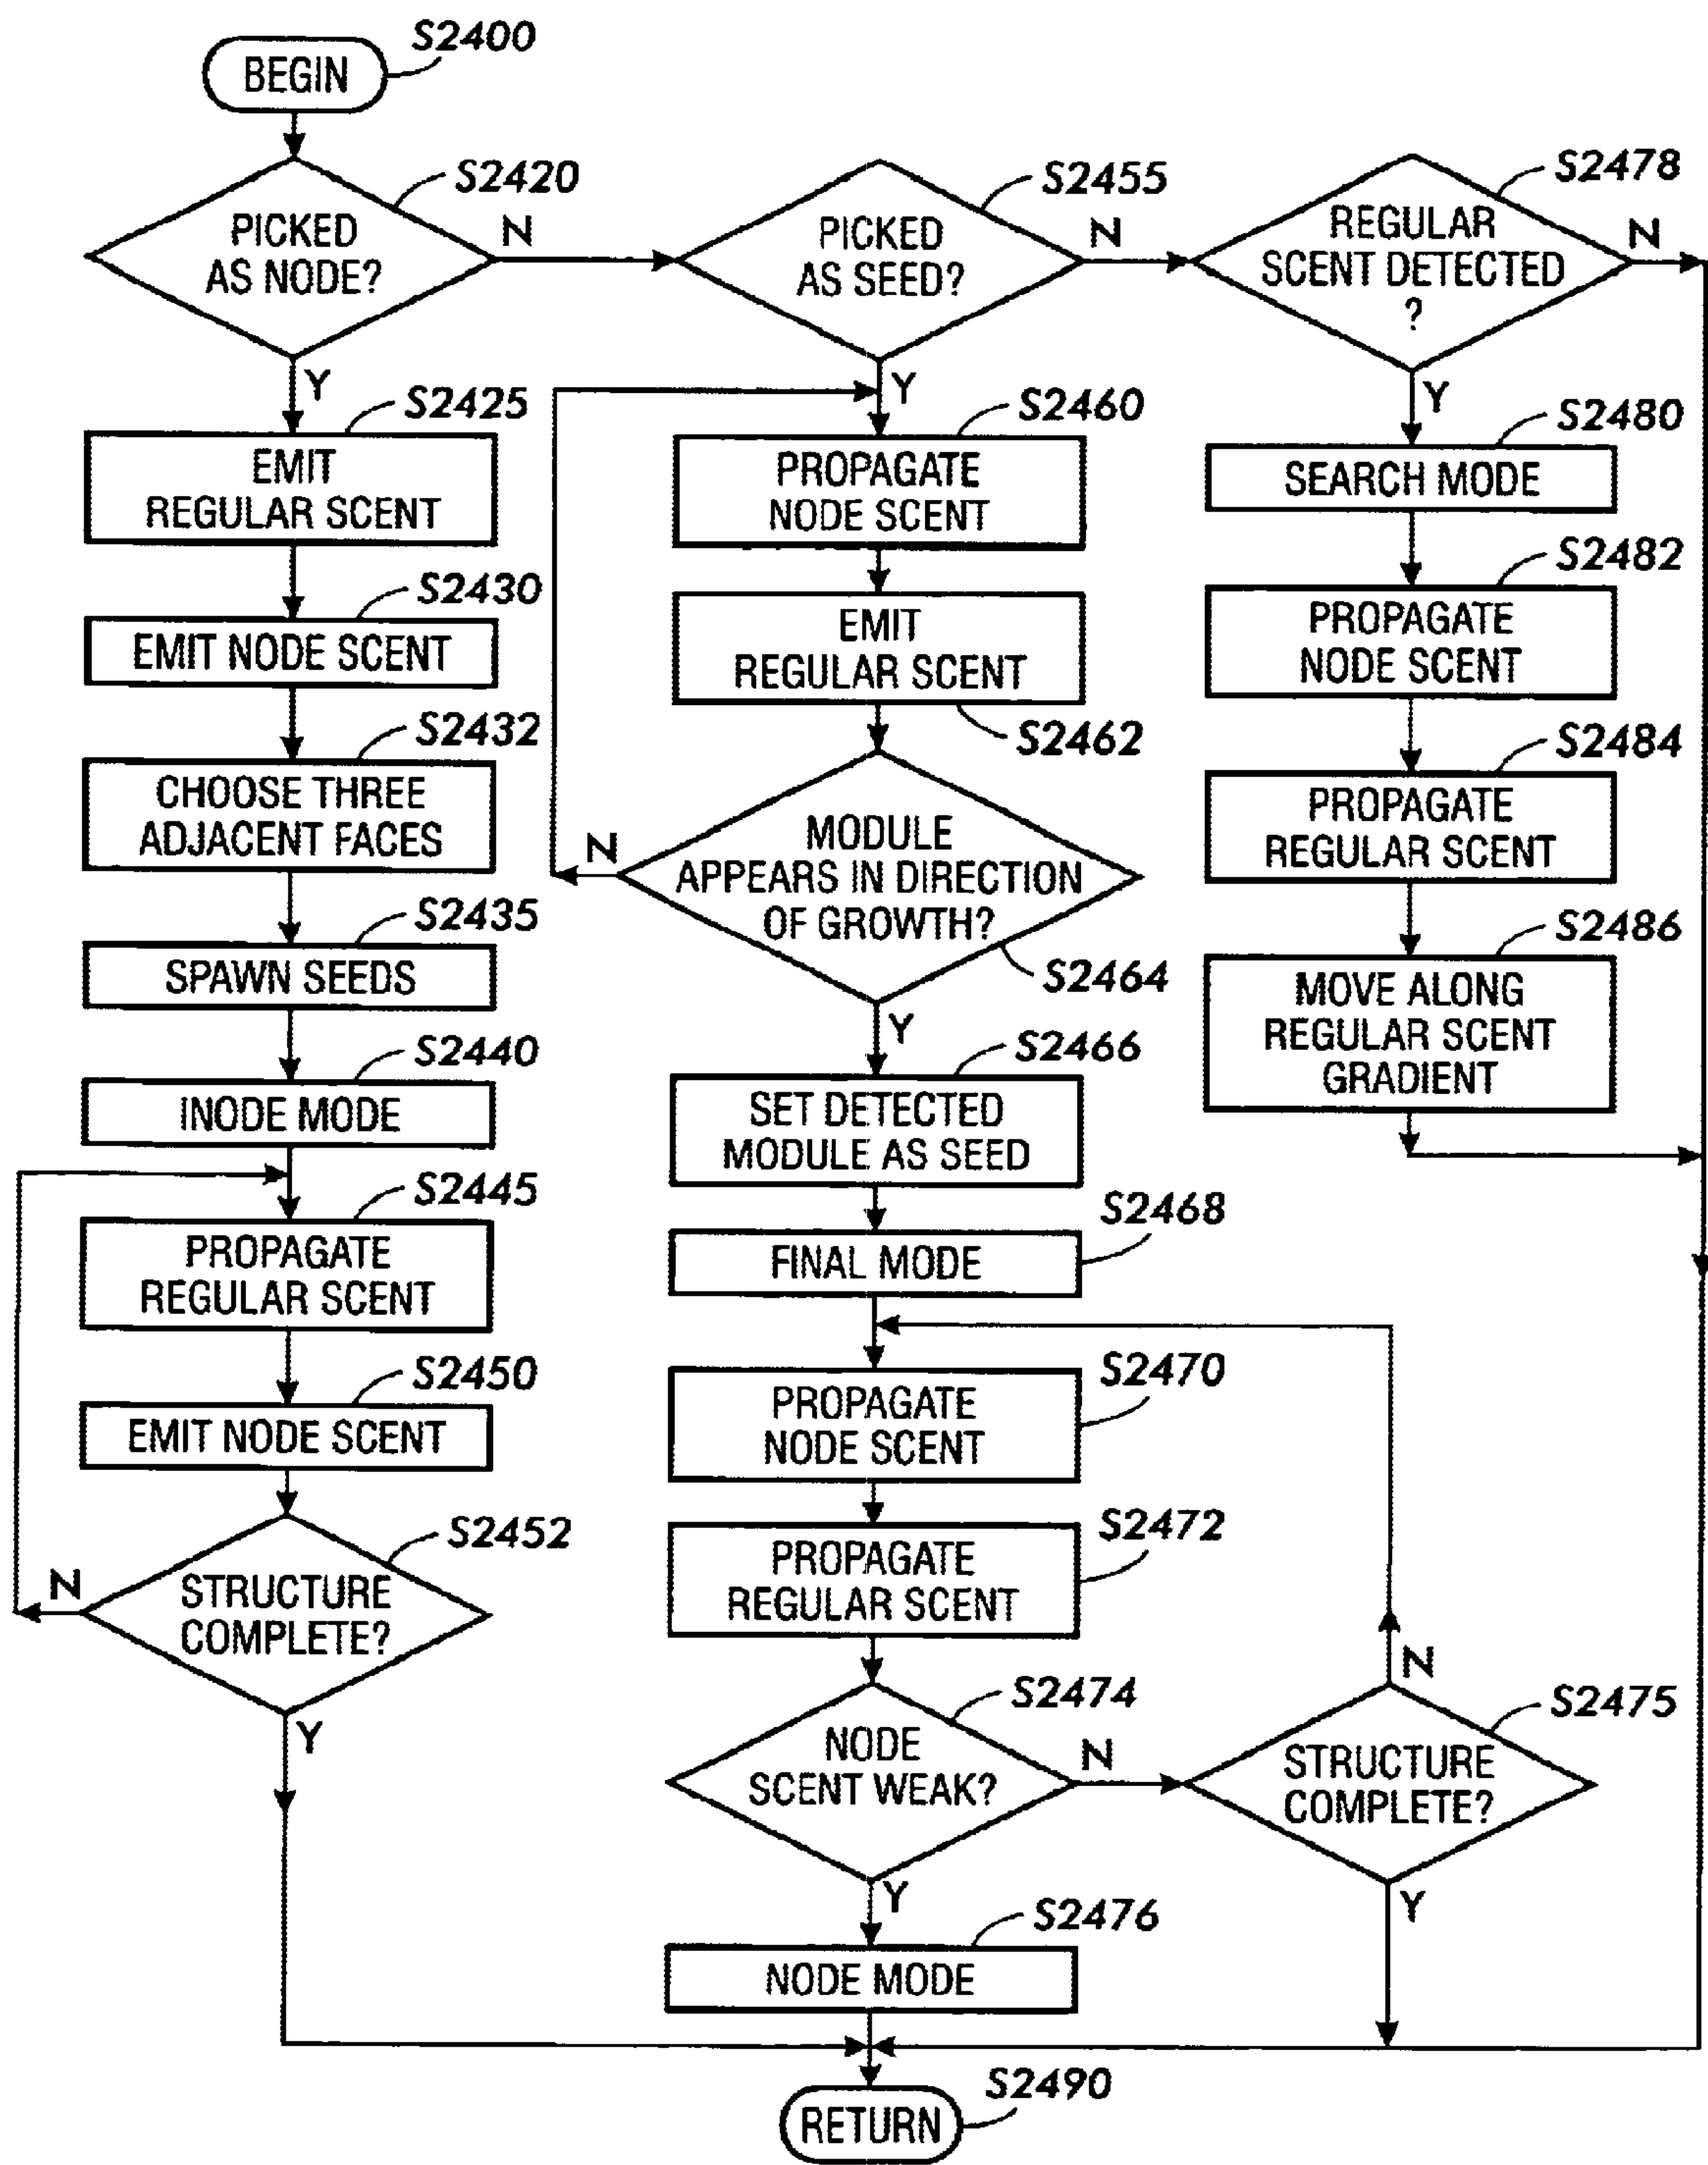 S2400
BEGIN
S2420
PICKED
AS NODE?
N
Y
S2425
EMIT
REGULAR SCENT
S2430
EMIT NODE SCENT
S2432
CHOOSE THREE
ADJACENT FACES
S2435
SPAWN SEEDS
S2440
INODE MODE
S2445
PROPAGATE
REGULAR SCENT
S2450
EMIT NODE SCENT
S2452
STRUCTURE
COMPLETE?
N
Y
S2455
PICKED
AS SEED?
N
Y
S2460
PROPAGATE
NODE SCENT
EMIT
REGULAR SCENT
S2462
MODULE
APPEARS IN DIRECTION
OF GROWTH?
N
S2464
Y
S2466
SET DETECTED
MODULE AS SEED
S2468
FINAL MODE
S2470
PROPAGATE
NODE SCENT
S2472
PROPAGATE
REGULAR SCENT
S2474
NODE
SCENT WEAK?
N
Y
S2475
STRUCTURE
COMPLETE?
N
Y
S2476
NODE MODE
S2478
REGULAR
SCENT DETECTED
?
N
Y
S2480
SEARCH MODE
S2482
PROPAGATE
NODE SCENT
S2484
PROPAGATE
REGULAR SCENT
S2486
MOVE ALONG
REGULAR SCENT
GRADIENT
S2490
RETURN